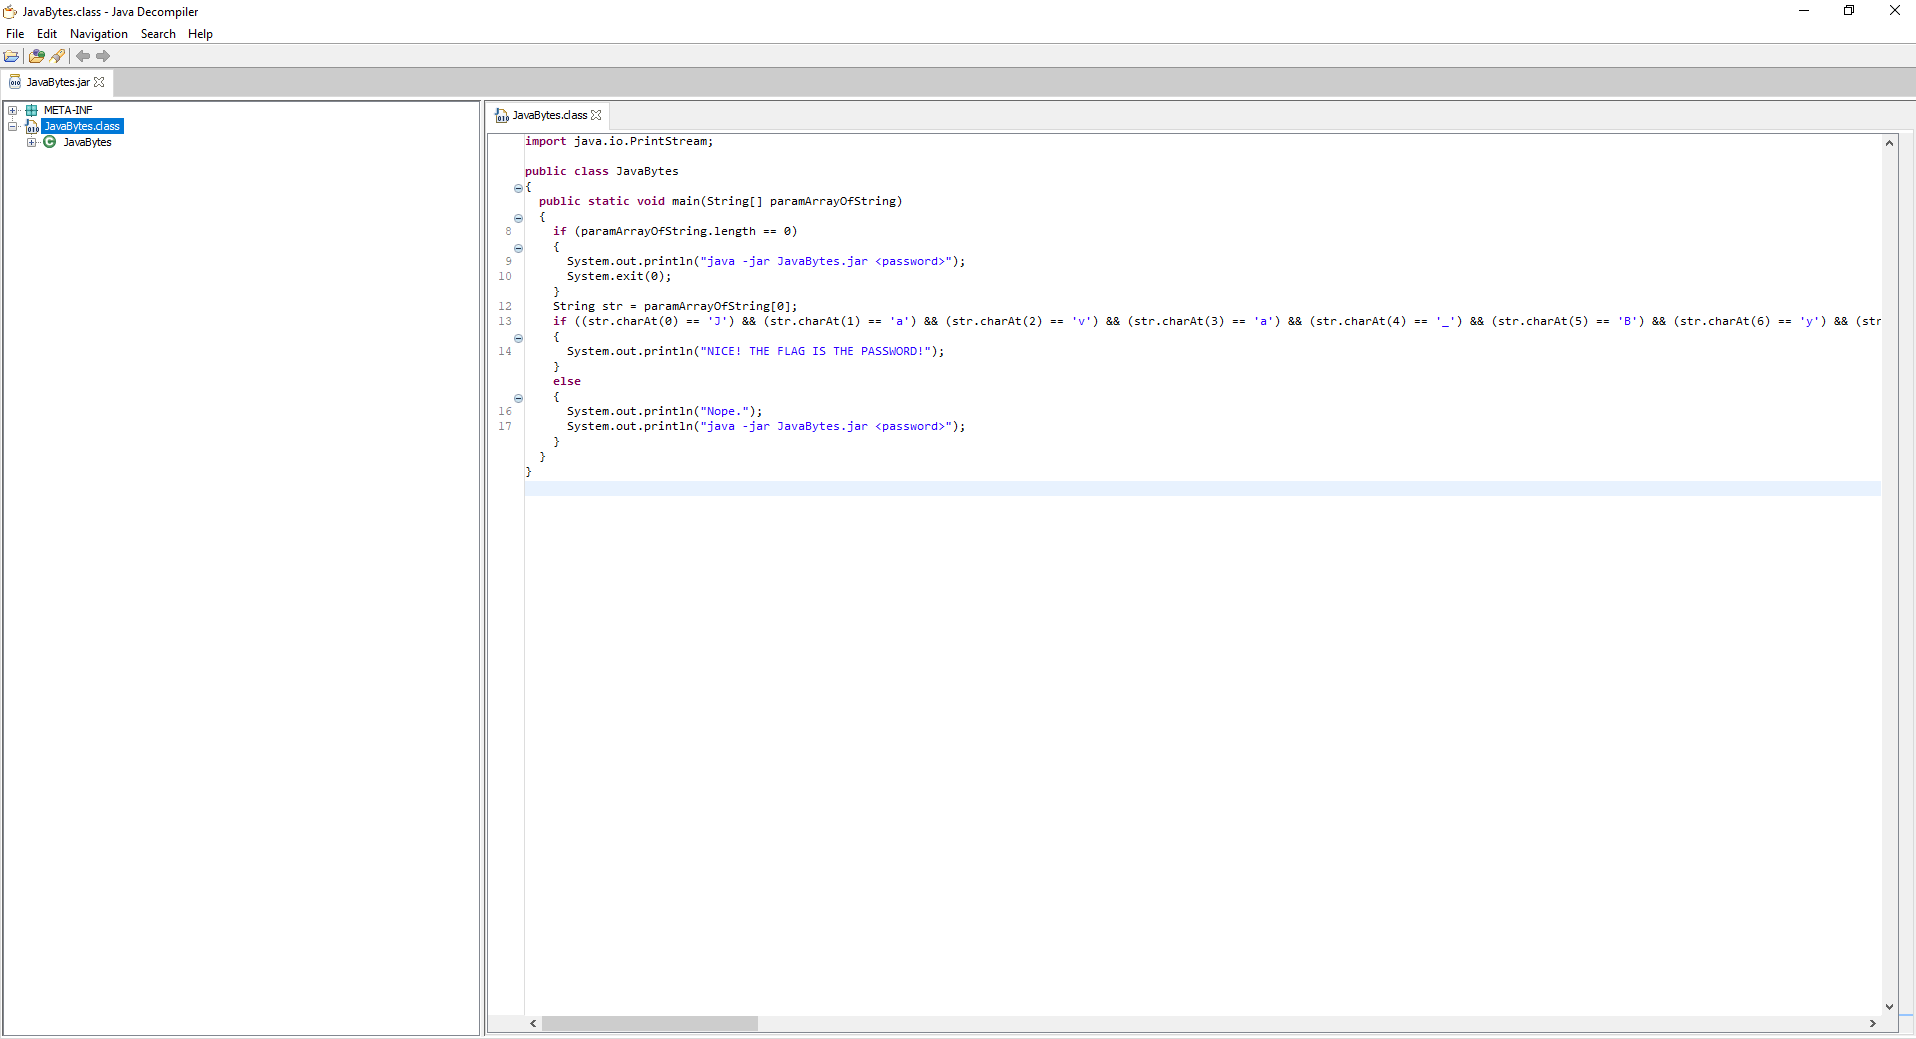 JavaBytes.class - Java Decompiler
File Edit Navigation Search Help
JavaBytes.jar
META-INF
JavaBytes.class
JavaBytes
JavaBytes.class
import java.io.PrintStream;
public class JavaBytes
{
public static void main(String[] paramArrayOfString)
{
8 if (paramArrayOfString.length == 0)
{
9 System.out.println("java -jar JavaBytes.jar <password>");
10 System.exit(0);
}
12 String str = paramArrayOfString[0];
13 if ((str.charAt(0) == 'J') && (str.charAt(1) == 'a') && (str.charAt(2) == 'v') && (str.charAt(3) == 'a') && (str.charAt(4) == '_') && (str.charAt(5) == 'B') && (str.charAt(6) == 'y') && (str
{
14 System.out.println("NICE! THE FLAG IS THE PASSWORD!");
}
else
{
16 System.out.println("Nope.");
17 System.out.println("java -jar JavaBytes.jar <password>");
}
}
}